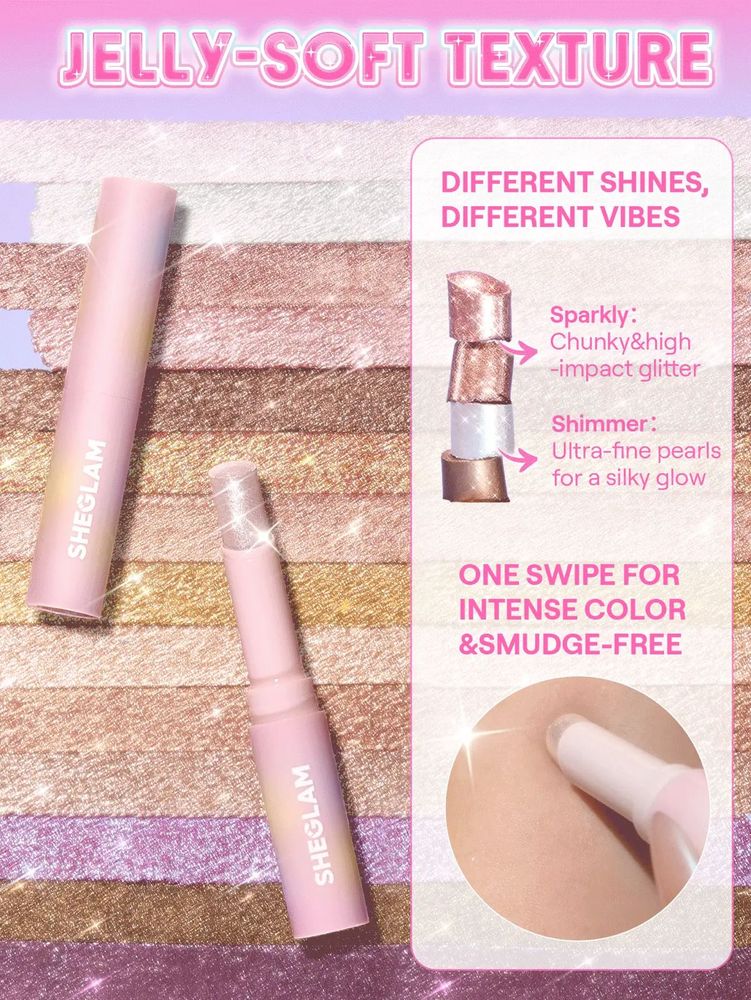 JELLY-SOFT TEXTURE
DIFFERENT SHINES,
DIFFERENT VIBES
Sparkly:
Chunky&high
-impact glitter
Shimmer:
Ultra-fine pearls
for a silky glow
ONE SWIPE FOR
INTENSE COLOR
&SMUDGE-FREE
SHEGLAM
SHEGLAM